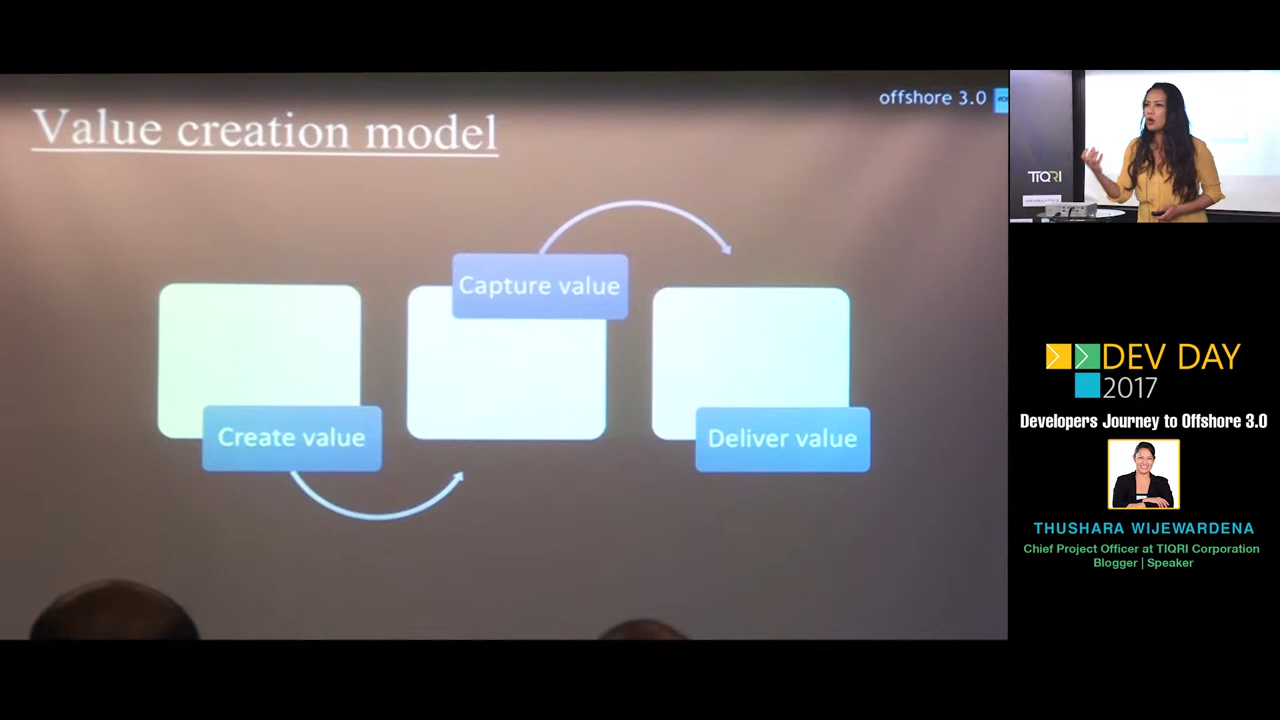 Value creation model
offshore 3.0
Capture value
Create value
Deliver value
TIQRI
DEV DAY
2017
Developers Journey to Offshore 3.0
THUSHARA WIJEWARDENA
Chief Project Officer at TIQRI Corporation
Blogger | Speaker